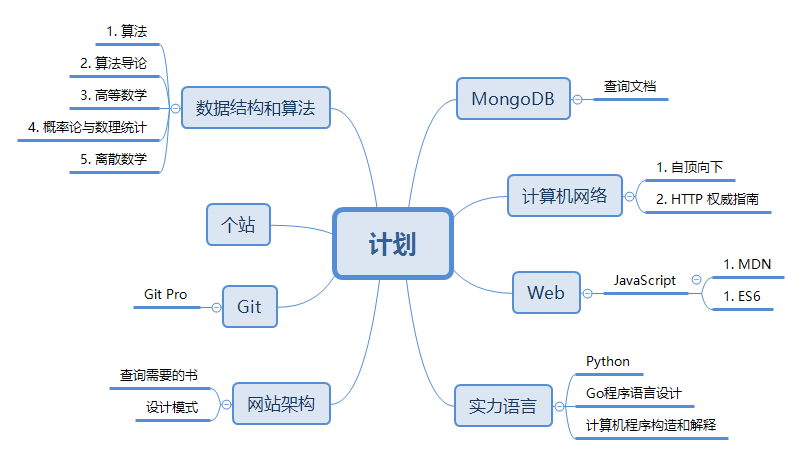 计划
MongoDB
查询文档
计算机网络
1. 自顶向下
2. HTTP 权威指南
Web
JavaScript
1. MDN
1. ES6
实力语言
Python
Go程序语言设计
计算机程序构造和解释
数据结构和算法
1. 算法
2. 算法导论
3. 高等数学
4. 概率论与数理统计
5. 离散数学
个站
Git
Git Pro
网站架构
查询需要的书
设计模式